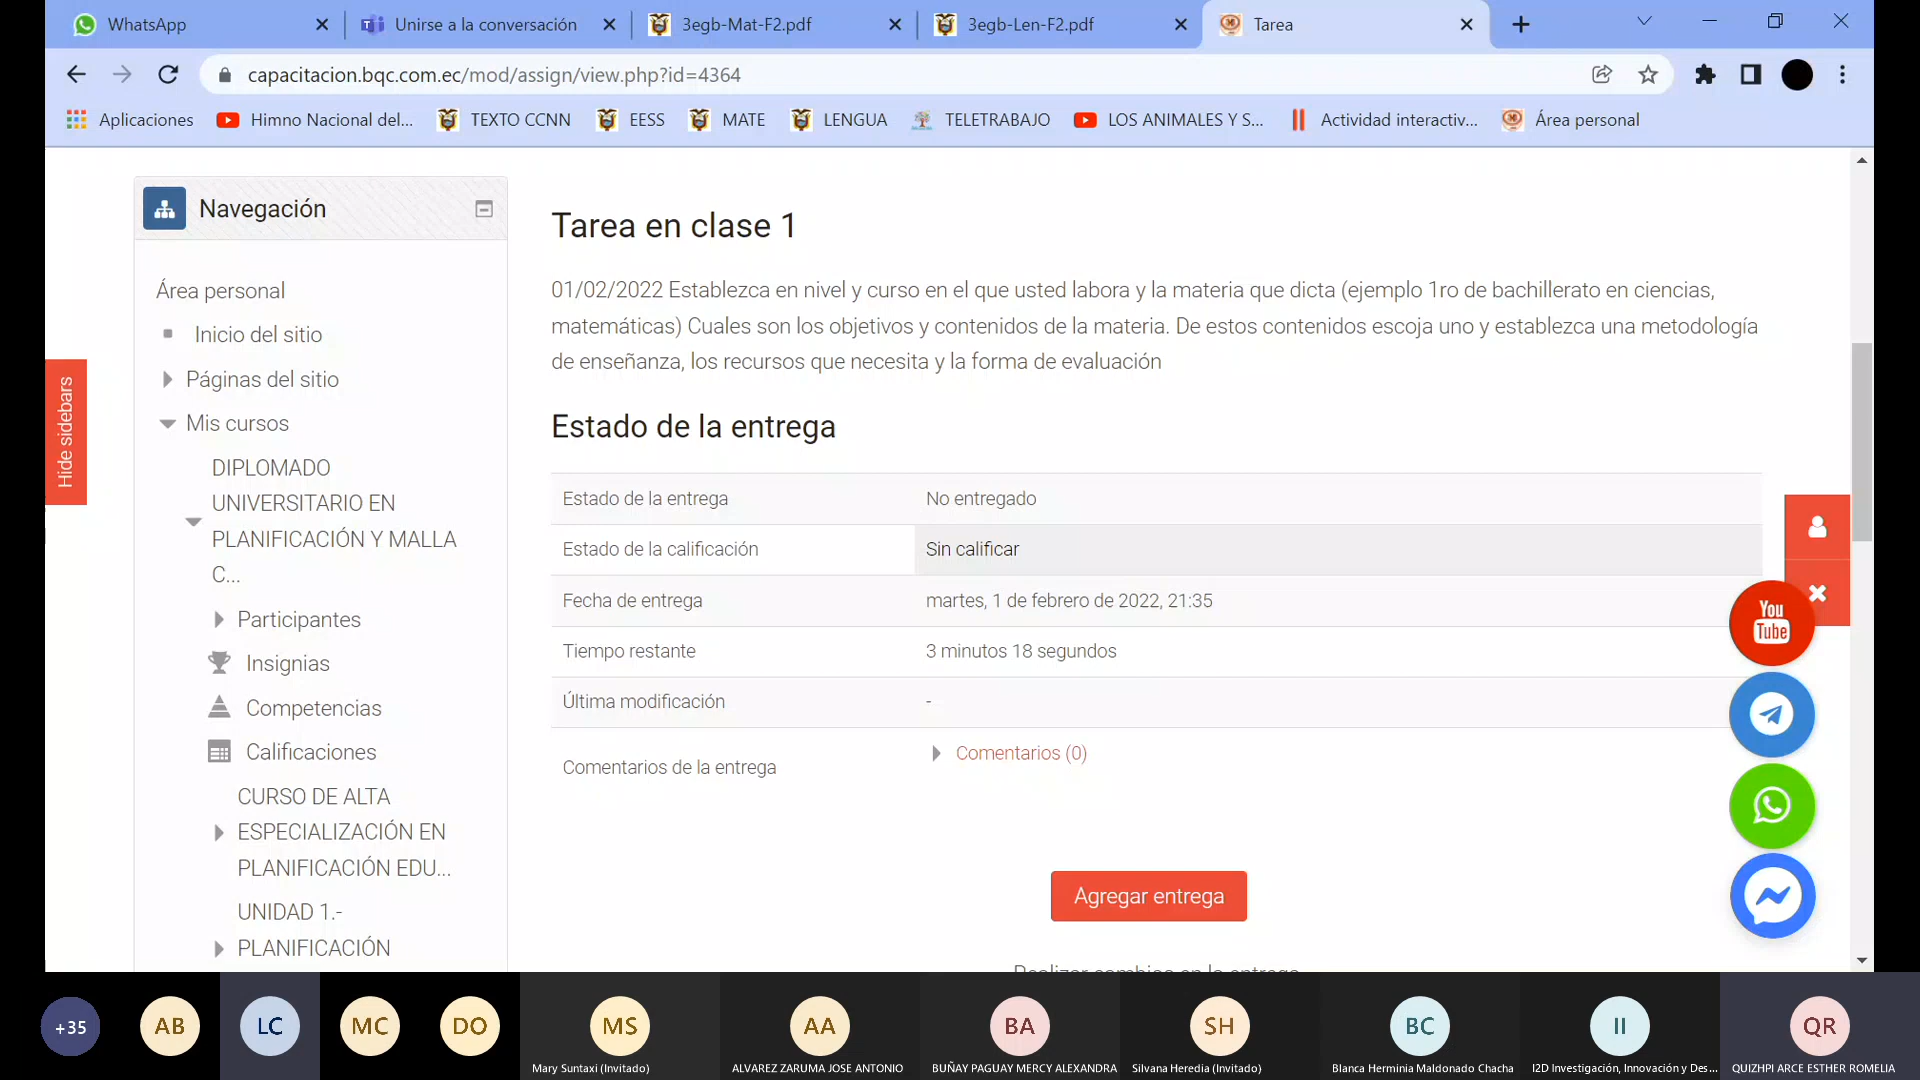 WhatsApp
Unirse a la conversación
3egb-Mat-F2.pdf
3egb-Len-F2.pdf
Tarea
capacitacion.bqc.com.ec/mod/assign/view.php?id=4364
Aplicaciones
Himno Nacional del...
TEXTO CCNN
EESS
MATE
LENGUA
TELETRABAJO
LOS ANIMALES Y S...
Actividad interactiv...
Área personal
Hide sidebars
Navegación
Área personal
Inicio del sitio
Páginas del sitio
Mis cursos
DIPLOMADO
UNIVERSITARIO EN
PLANIFICACIÓN Y MALLA
C...
Participantes
Insignias
Competencias
Calificaciones
CURSO DE ALTA
ESPECIALIZACIÓN EN
PLANIFICACIÓN EDU...
UNIDAD 1.-
PLANIFICACIÓN
Tarea en clase 1
01/02/2022 Establezca en nivel y curso en el que usted labora y la materia que dicta (ejemplo 1ro de bachillerato en ciencias,
matemáticas) Cuales son los objetivos y contenidos de la materia. De estos contenidos escoja uno y establezca una metodología
de enseñanza, los recursos que necesita y la forma de evaluación
Estado de la entrega
Estado de la entrega No entregado
Estado de la calificación Sin calificar
Fecha de entrega martes, 1 de febrero de 2022, 21:35
Tiempo restante 3 minutos 18 segundos
Última modificación -
Comentarios de la entrega Comentarios (0)
Agregar entrega
Realizar cambios en la entrega
You
Tube
+35
AB
LC
MC
DO
MS
AA
BA
SH
BC
II
QR
Mary Suntaxi (Invitado)
ALVAREZ ZARUMA JOSE ANTONIO
BUÑAY PAGUAY MERCY ALEXANDRA
Silvana Heredia (Invitado)
Blanca Herminia Maldonado Chacha
I2D Investigación, Innovación y Des...
QUIZHPI ARCE ESTHER ROMELIA